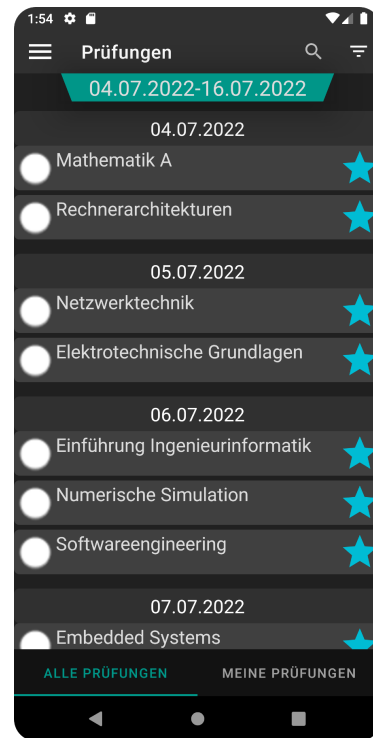 1:54
Prüfungen
04.07.2022-16.07.2022
04.07.2022
Mathematik A
Rechnerarchitekturen
05.07.2022
Netzwerktechnik
Elektrotechnische Grundlagen
06.07.2022
Einführung Ingenieurinformatik
Numerische Simulation
Softwareengineering
07.07.2022
Embedded Systems
ALLE PRÜFUNGEN MEINE PRÜFUNGEN